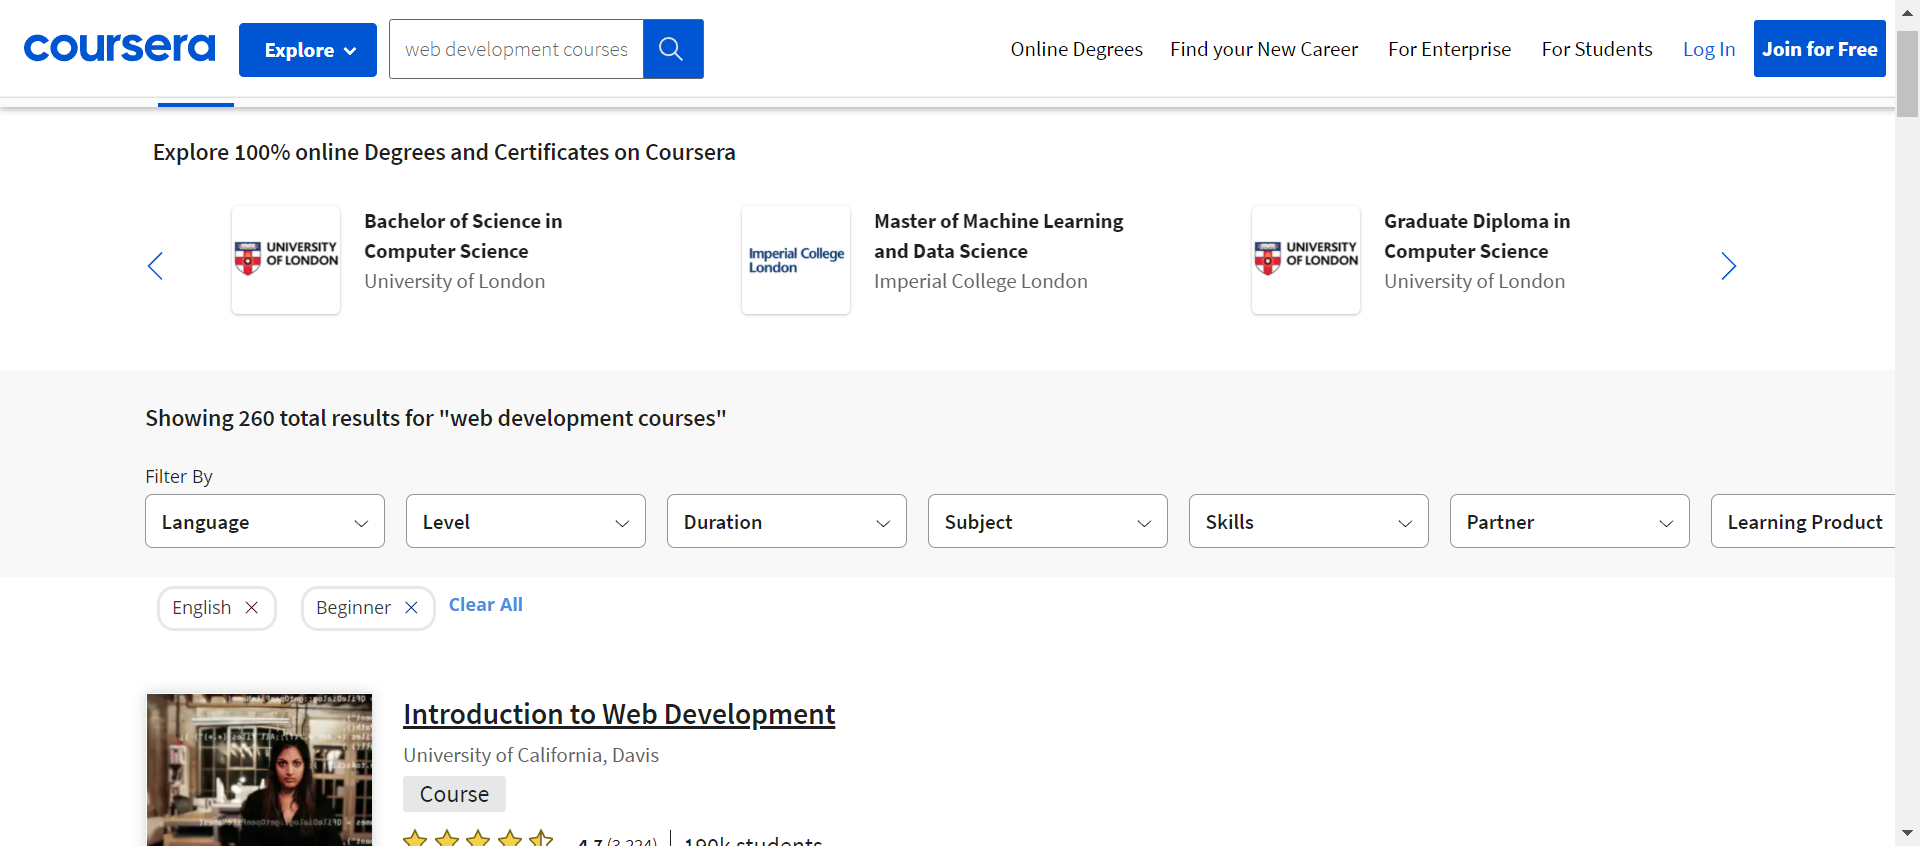 coursera
Explore
web development courses
Online Degrees
Find your New Career
For Enterprise
For Students
Log In
Join for Free
Explore 100% online Degrees and Certificates on Coursera
UNIVERSITY
OF LONDON
Bachelor of Science in
Computer Science
University of London
Imperial College
London
Master of Machine Learning
and Data Science
Imperial College London
UNIVERSITY
OF LONDON
Graduate Diploma in
Computer Science
University of London
Showing 260 total results for "web development courses"
Filter By
Language
Level
Duration
Subject
Skills
Partner
Learning Product
English
Beginner
Clear All
Introduction to Web Development
University of California, Davis
Course
4.7 (3,224)
190k students